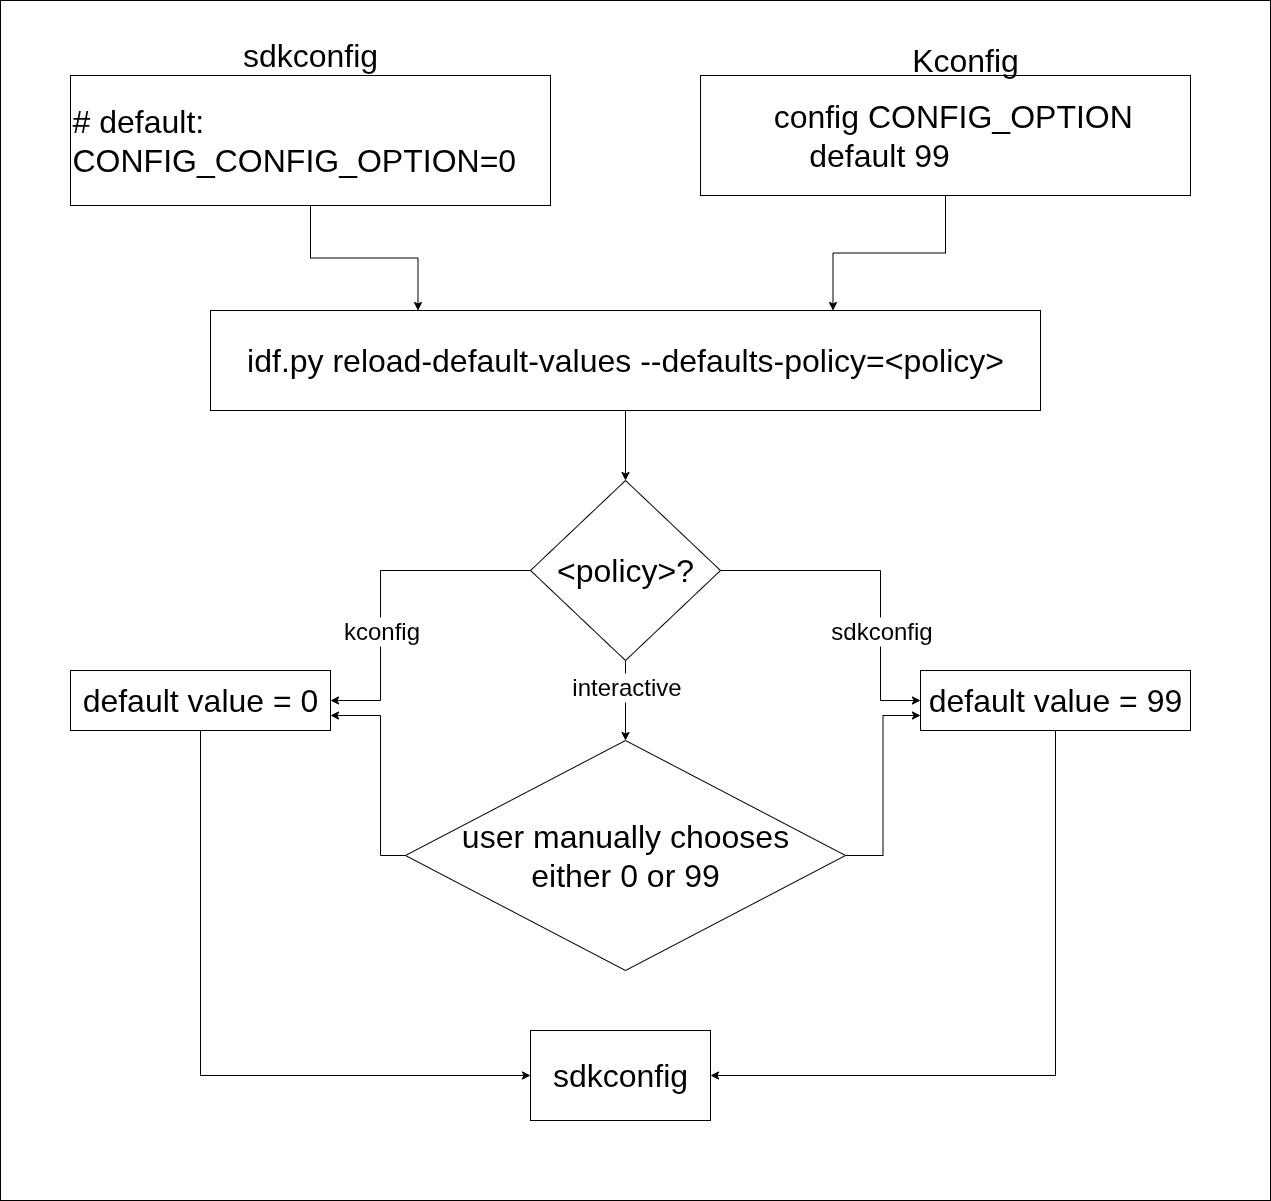 sdkconfig
Kconfig
# default:
CONFIG_CONFIG_OPTION=0
config CONFIG_OPTION
default 99
idf.py reload-default-values --defaults-policy=<policy>
<policy>?
kconfig
sdkconfig
interactive
default value = 0
default value = 99
user manually chooses
either 0 or 99
sdkconfig